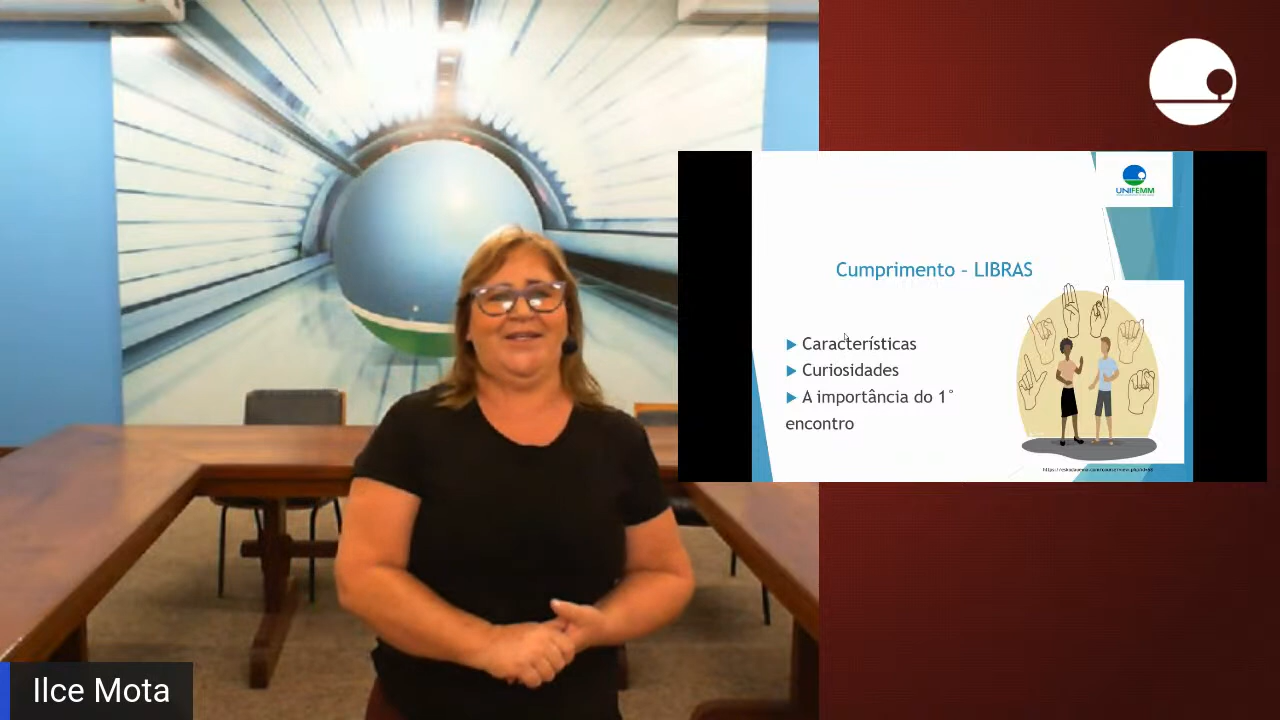 UNIFEMM
Cumprimento – LIBRAS
Características
Curiosidades
A importância do 1°
encontro
Ilce Mota